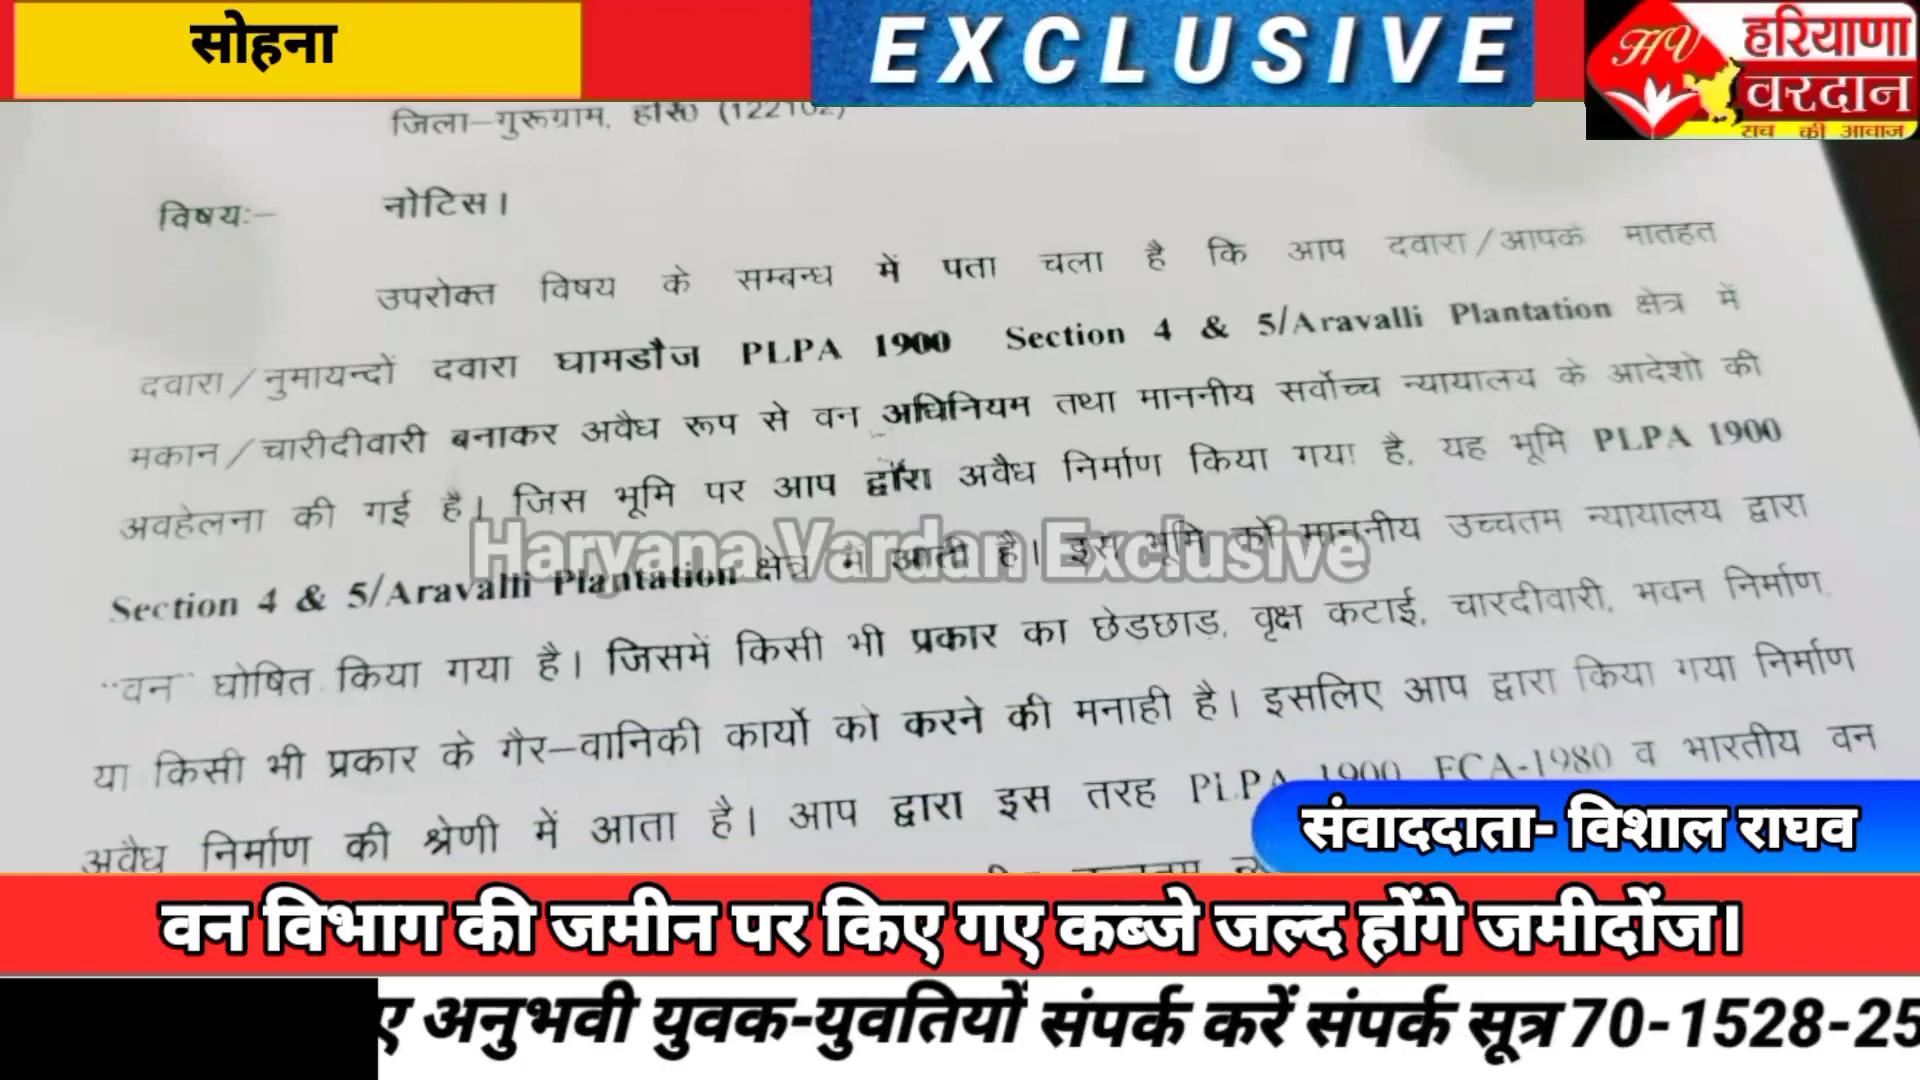 सोहना
EXCLUSIVE
HV
हरियाणा
वरदान
सच की आवाज
जिला-गुरूग्राम, हरि0 (122102)
विषय:- नोटिस।
उपरोक्त विषय के सम्बन्ध में पता चला है कि आप दवारा/आपके मातहत
दवारा/नुमायन्दों दवारा घामडौज PLPA 1900 Section 4 & 5/Aravalli Plantation क्षेत्र में
मकान/चारीदीवारी बनाकर अवैध रूप से वन अधिनियम तथा माननीय सर्वोच्च न्यायालय के आदेशो की
अवहेलना की गई है। जिस भूमि पर आप द्वारा अवैध निर्माण किया गया है, यह भूमि PLPA 1900
Section 4 & 5/Aravalli Plantation क्षेत्र में आती है। इस भूमि को माननीय उच्चतम न्यायालय द्वारा
Haryana Vardan Exclusive
"वन" घोषित किया गया है। जिसमें किसी भी प्रकार का छेडछाड़, वृक्ष कटाई, चारदीवारी, भवन निर्माण
या किसी भी प्रकार के गैर-वानिकी कार्यो को करने की मनाही है। इसलिए आप द्वारा किया गया निर्माण
अवैध निर्माण की श्रेणी में आता है। आप द्वारा इस तरह PLPA 1900 FCA-1980 व भारतीय वन
संवाददाता- विशाल राघव
वन विभाग की जमीन पर किए गए कब्जे जल्द होंगे जमीदोंज।
ए अनुभवी युवक-युवतियों संपर्क करें संपर्क सूत्र 70-1528-25